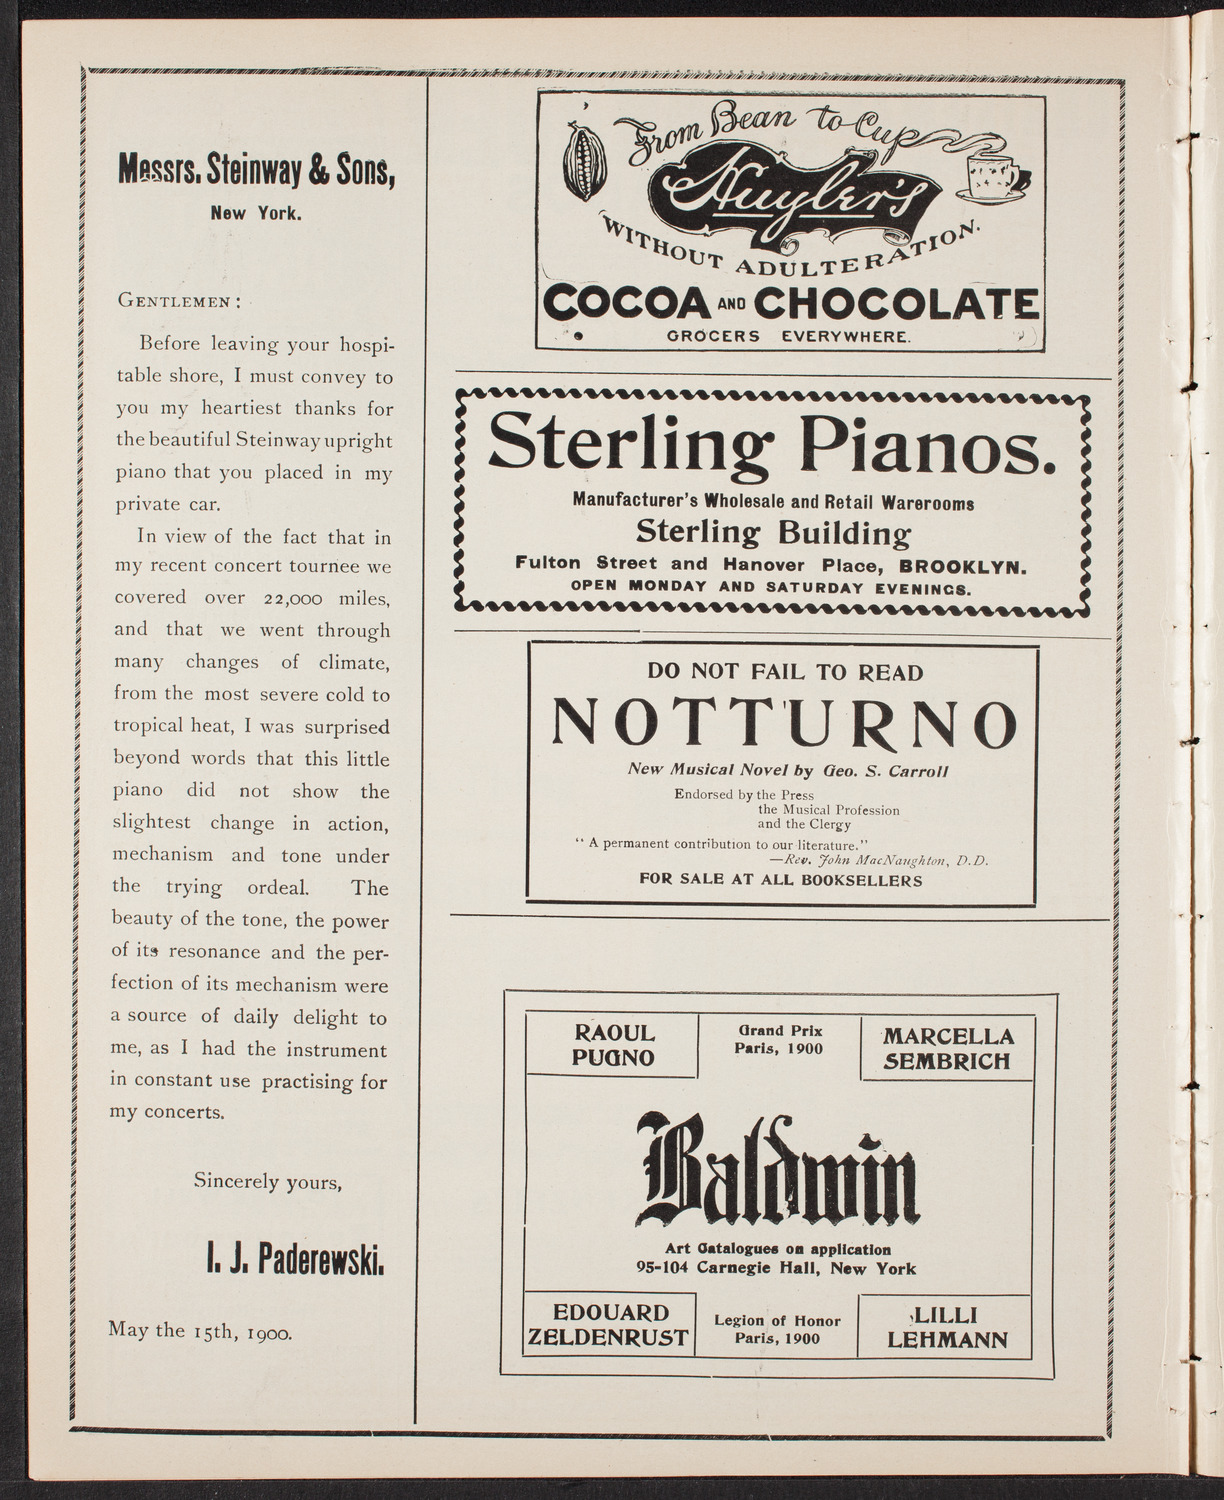 Messrs. Steinway & Sons,
New York.
GENTLEMEN :
Before leaving your hospi-
table shore, I must convey to
you my heartiest thanks for
the beautiful Steinway upright
piano that you placed in my
private car.
In view of the fact that in
my recent concert tournee we
covered over 22,000 miles,
and that we went through
many changes of climate,
from the most severe cold to
tropical heat, I was surprised
beyond words that this little
piano did not show the
slightest change in action,
mechanism and tone under
the trying ordeal. The
beauty of the tone, the power
of its resonance and the per-
fection of its mechanism were
a source of daily delight to
me, as I had the instrument
in constant use practising for
my concerts.
Sincerely yours,
I. J. Paderewski.
May the 15th, 1900.
From Bean to Cup
Huyler's
WITHOUT ADULTERATION.
COCOA AND CHOCOLATE
GROCERS EVERYWHERE.
Sterling Pianos.
Manufacturer's Wholesale and Retail Warerooms
Sterling Building
Fulton Street and Hanover Place, BROOKLYN.
OPEN MONDAY AND SATURDAY EVENINGS.
DO NOT FAIL TO READ
NOTTURNO
New Musical Novel by Geo. S. Carroll
Endorsed by the Press
the Musical Profession
and the Clergy
"A permanent contribution to our literature."
—Rev. John MacNaughton, D.D.
FOR SALE AT ALL BOOKSELLERS
RAOUL
PUGNO
Grand Prix
Paris, 1900
MARCELLA
SEMBRICH
Baldwin
Art Catalogues on application
95-104 Carnegie Hall, New York
EDOUARD
ZELDENRUST
Legion of Honor
Paris, 1900
LILLI
LEHMANN